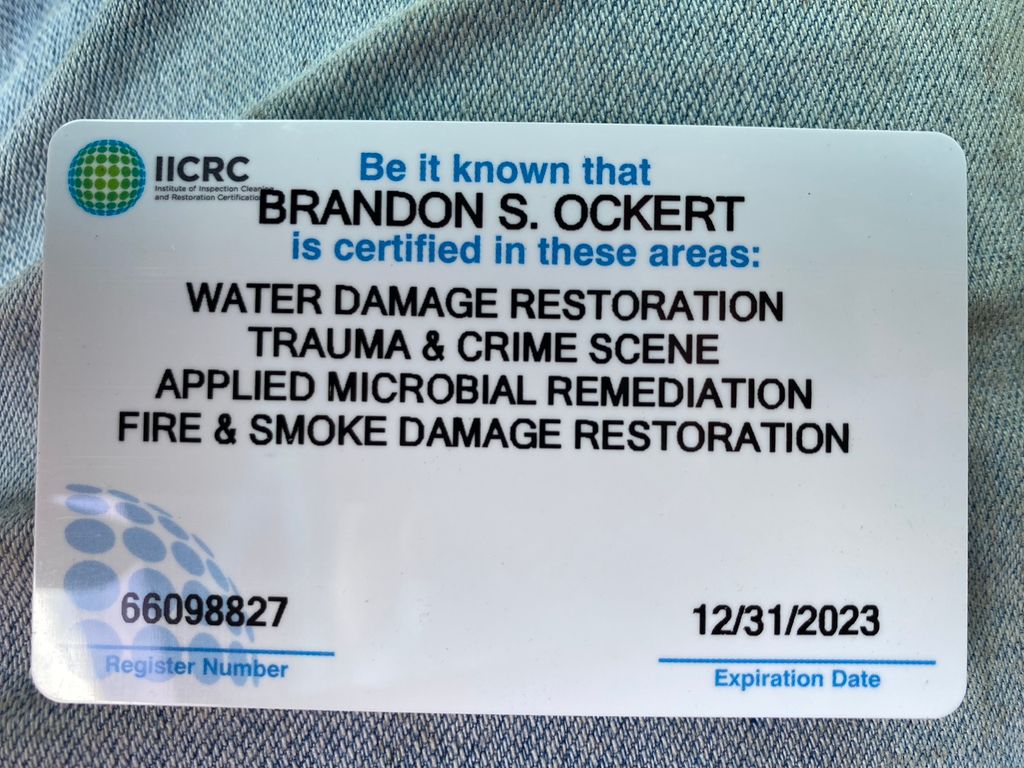 IICRC
Institute of Inspection Cleaning
and Restoration Certification
Be it known that
BRANDON S. OCKERT
is certified in these areas:
WATER DAMAGE RESTORATION
TRAUMA & CRIME SCENE
APPLIED MICROBIAL REMEDIATION
FIRE & SMOKE DAMAGE RESTORATION
66098827
Register Number
12/31/2023
Expiration Date